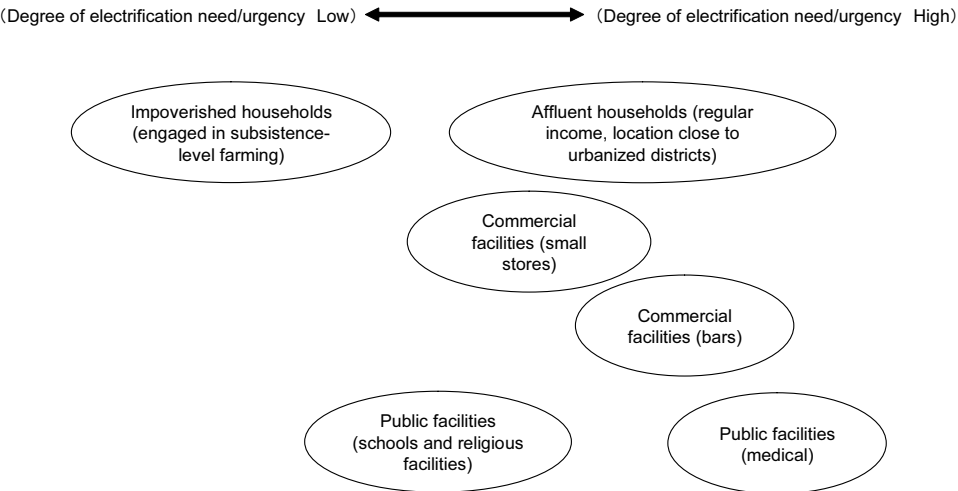 （Degree of electrification need/urgency Low） （Degree of electrification need/urgency High）
Impoverished households
(engaged in subsistence-
level farming)
Affluent households (regular
income, location close to
urbanized districts)
Commercial
facilities (small
stores)
Commercial
facilities (bars)
Public facilities
(schools and religious
facilities)
Public facilities
(medical)